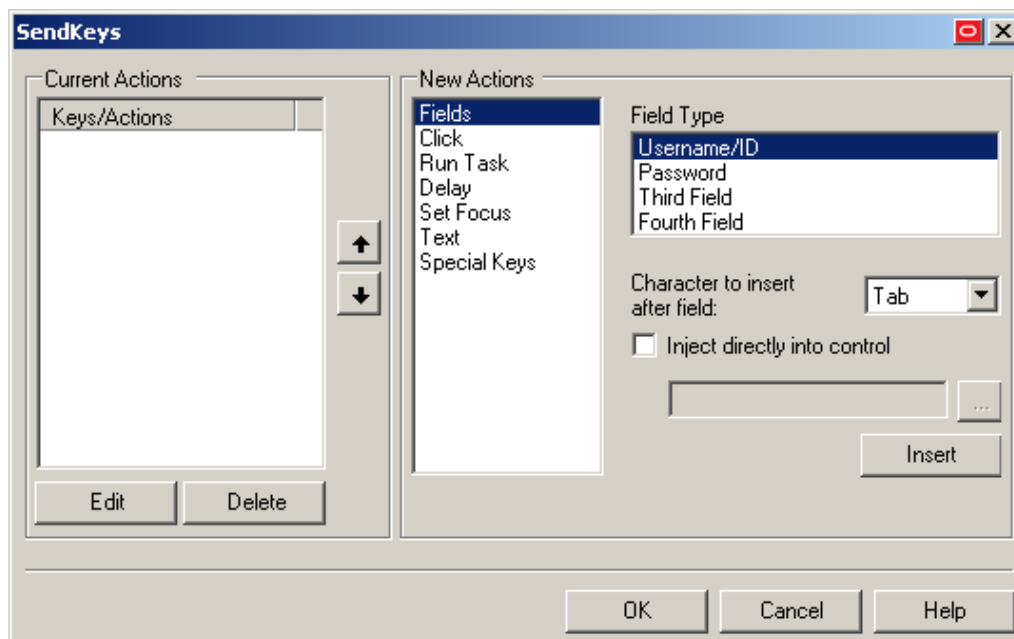 SendKeys
Current Actions
Keys/Actions
Edit
Delete
New Actions
Fields
Click
Run Task
Delay
Set Focus
Text
Special Keys
Field Type
Username/ID
Password
Third Field
Fourth Field
Character to insert
after field:
Tab
Inject directly into control
...
Insert
OK
Cancel
Help